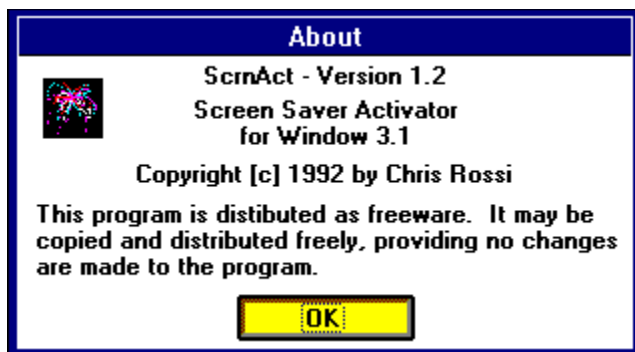 About
ScrnAct - Version 1.2
Screen Saver Activator
for Window 3.1
Copyright [c] 1992 by Chris Rossi
This program is distibuted as freeware. It may be
copied and distributed freely, providing no changes
are made to the program.
OK